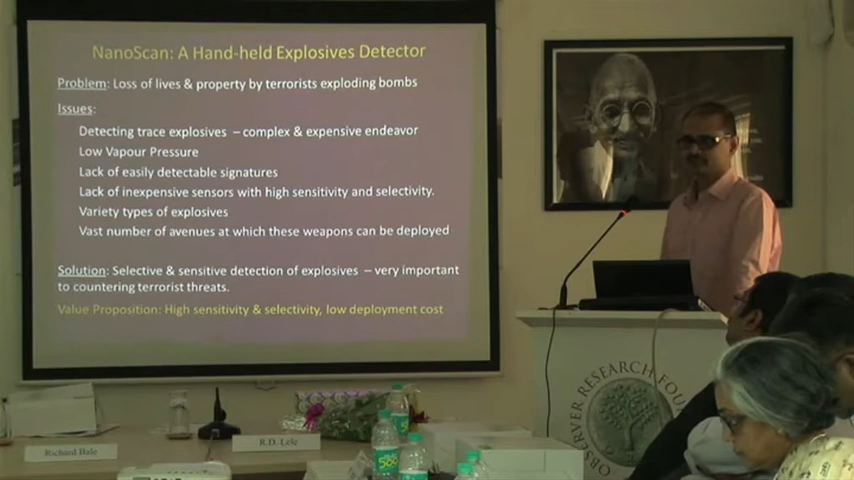 NanoScan: A Hand-held Explosives Detector
Problem: Loss of lives & property by terrorists exploding bombs
Issues:
Detecting trace explosives – complex & expensive endeavor
Low Vapour Pressure
Lack of easily detectable signatures
Lack of inexpensive sensors with high sensitivity and selectivity.
Variety types of explosives
Vast number of avenues at which these weapons can be deployed
Solution: Selective & sensitive detection of explosives – very important
to countering terrorist threats.
Value Proposition: High sensitivity & selectivity, low deployment cost
OBSERVER RESEARCH
Richard Bale
R.D. Lele